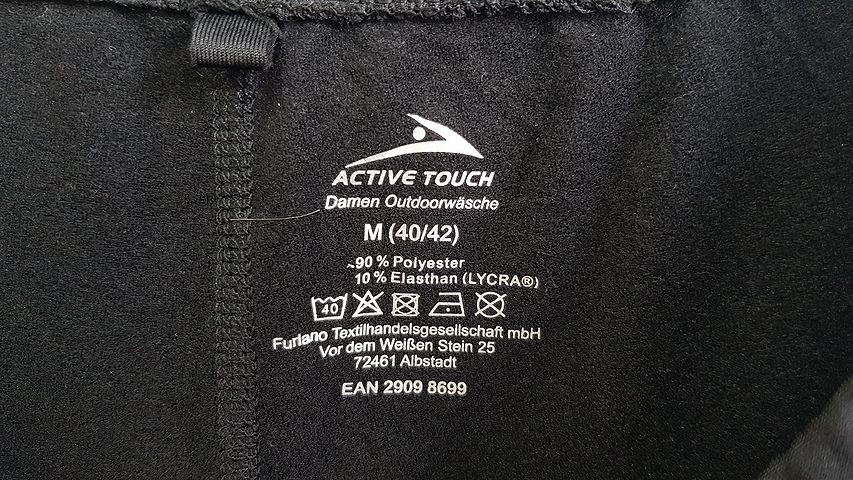 ACTIVE TOUCH
Damen Outdoorwäsche
M (40/42)
90 % Polyester
10 % Elasthan (LYCRA®)
40
Furlano Textilhandelsgesellschaft mbH
Vor dem Weißen Stein 25
72461 Albstadt
EAN 2909 8699